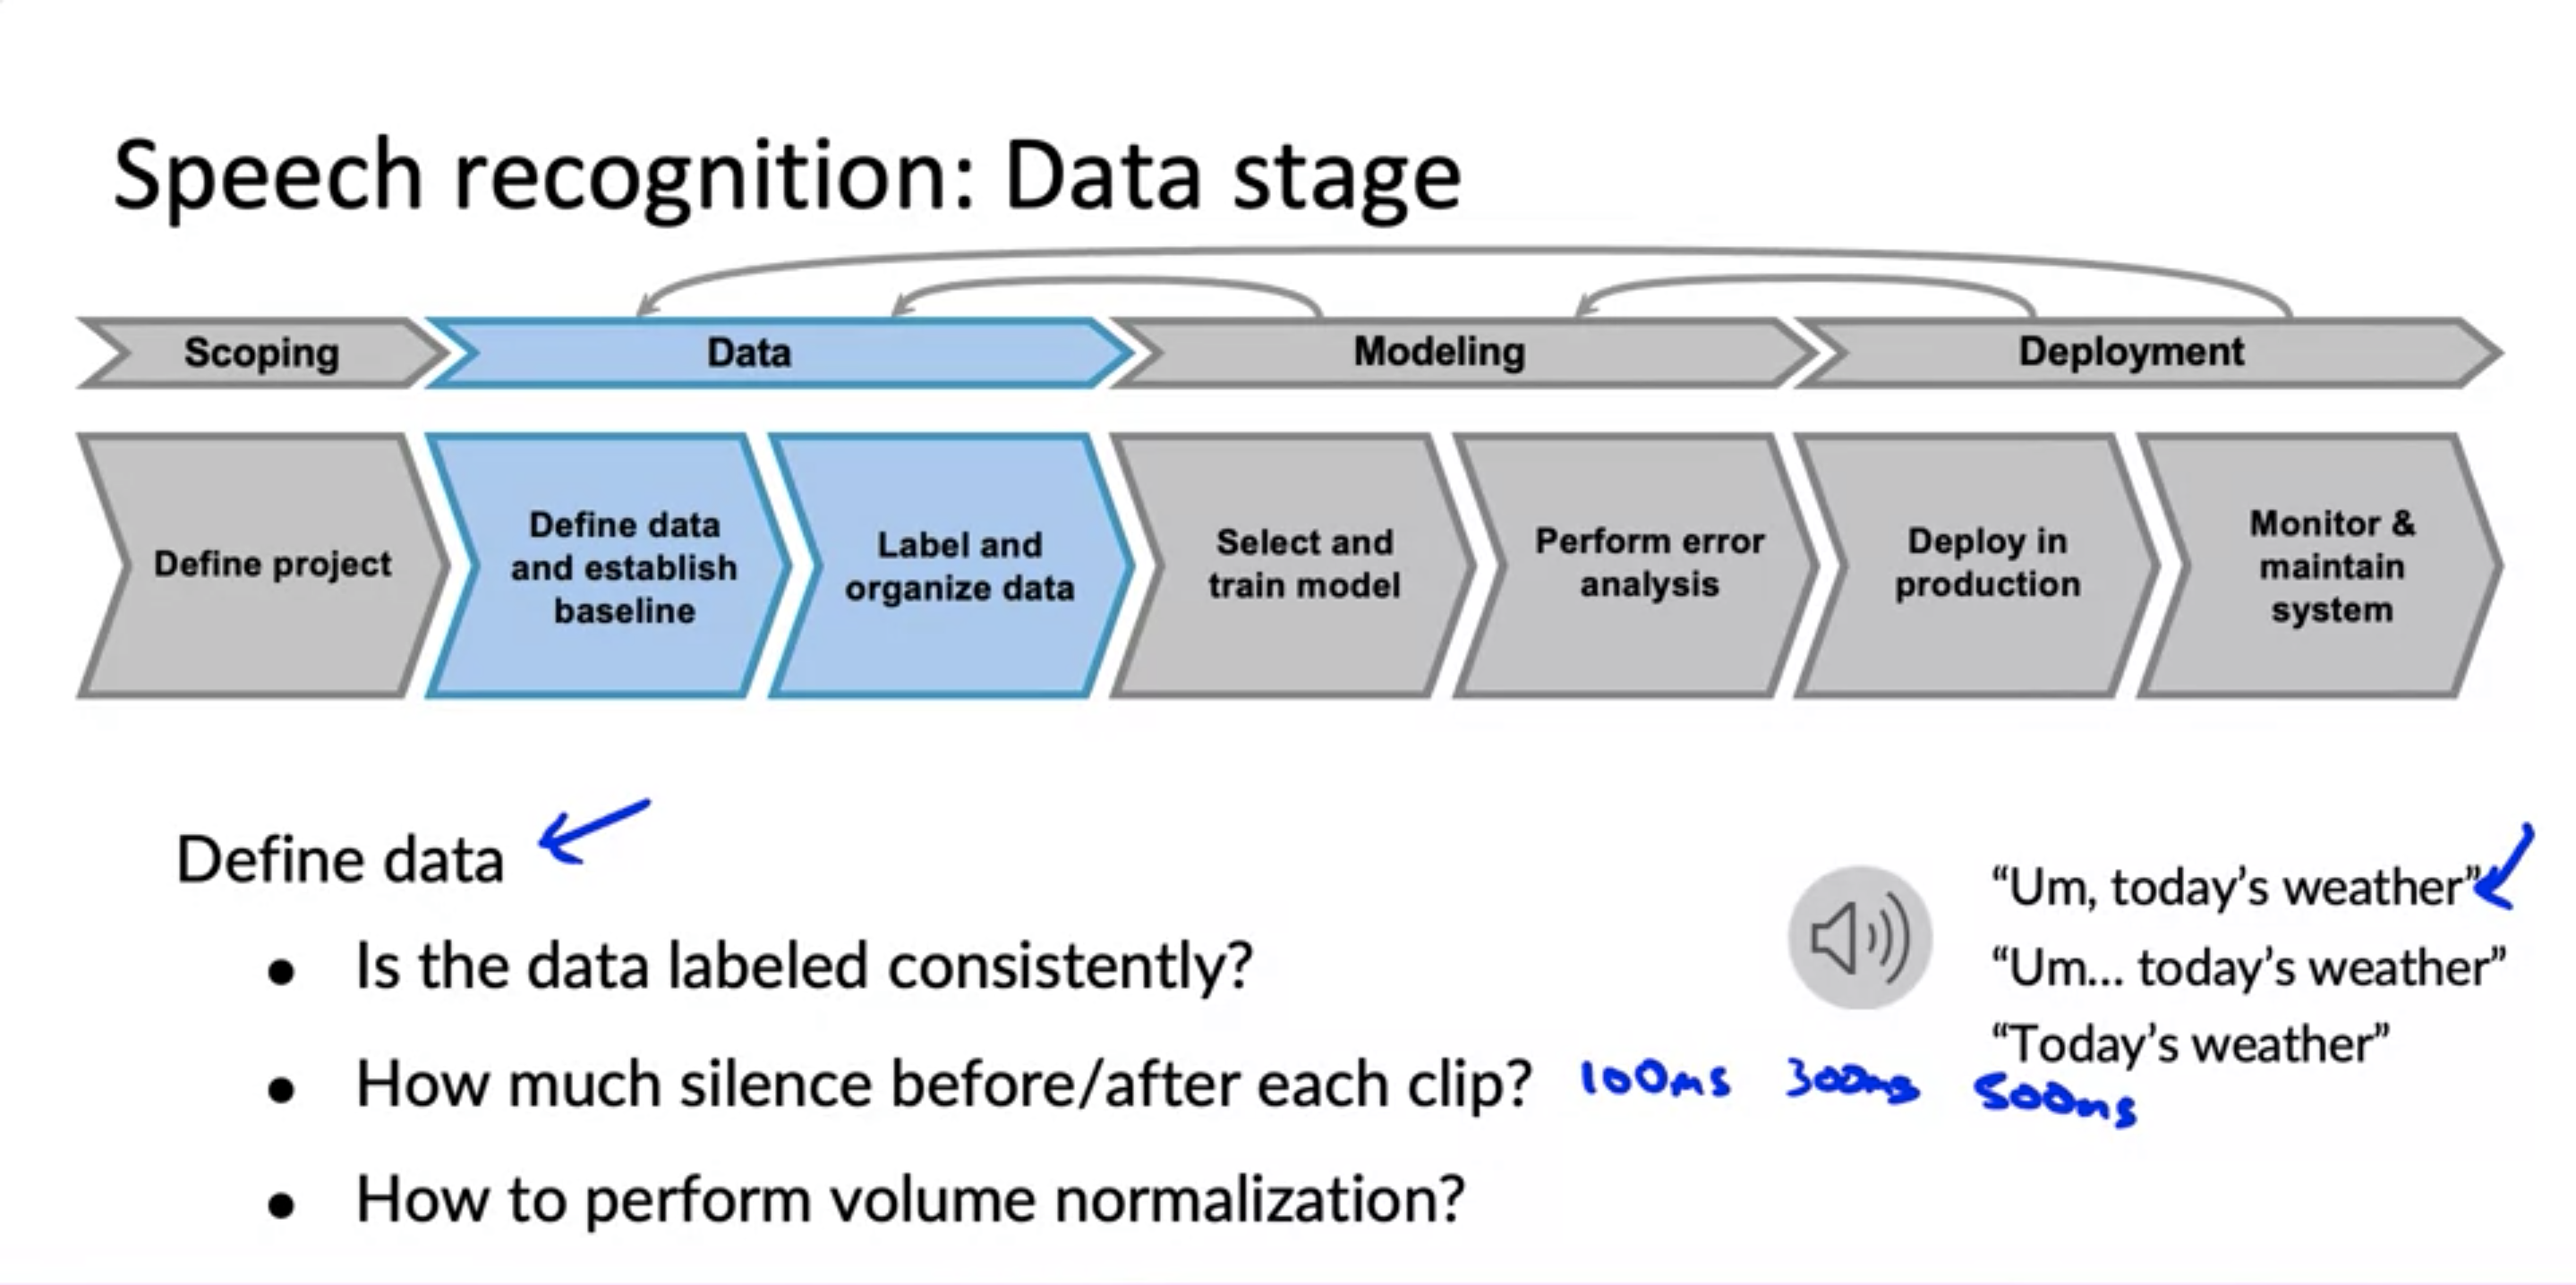 Speech recognition: Data stage
Scoping
Data
Modeling
Deployment
Define project
Define data
and establish
baseline
Label and
organize data
Select and
train model
Perform error
analysis
Deploy in
production
Monitor &
maintain
system
Define data
• Is the data labeled consistently?
• How much silence before/after each clip? 100ms 300ms 500ms
• How to perform volume normalization?
“Um, today’s weather”
“Um... today’s weather”
“Today’s weather”